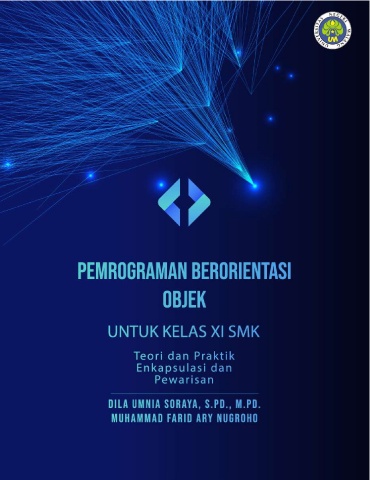 PEMROGRAMAN BERORIENTASI
OBJEK
UNTUK KELAS XI SMK
Teori dan Praktik
Enkapsulasi dan
Pewarisan
DILA UMNIA SORAYA, S.PD., M.PD.
MUHAMMAD FARID ARY NUGROHO